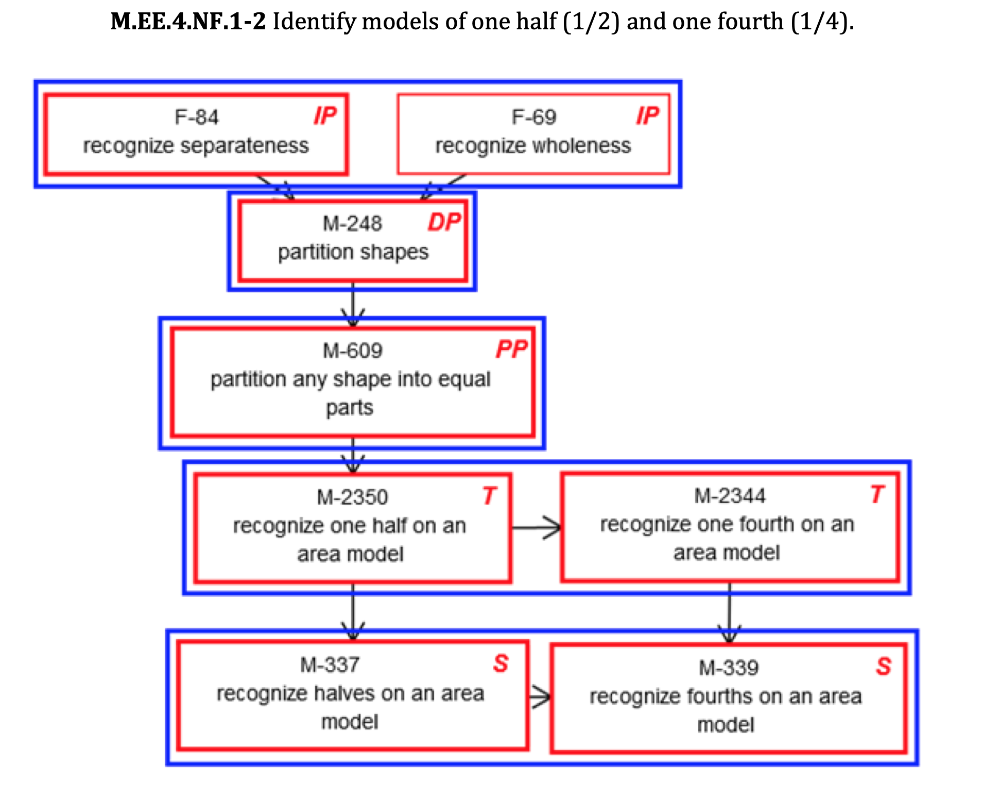 M.EE.4.NF.1-2 Identify models of one half (1/2) and one fourth (1/4).
F-84 IP
recognize separateness
F-69 IP
recognize wholeness
M-248 DP
partition shapes
M-609 PP
partition any shape into equal
parts
M-2350 T
recognize one half on an
area model
M-2344 T
recognize one fourth on an
area model
M-337 S
recognize halves on an area
model
M-339 S
recognize fourths on an area
model